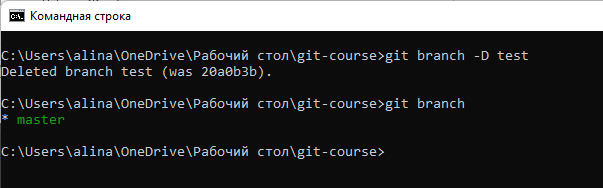 Командная строка
C:\Users\alina\OneDrive\Рабочий стол\git-course>git branch -D test
Deleted branch test (was 20a0b3b).
C:\Users\alina\OneDrive\Рабочий стол\git-course>git branch
* master
C:\Users\alina\OneDrive\Рабочий стол\git-course>